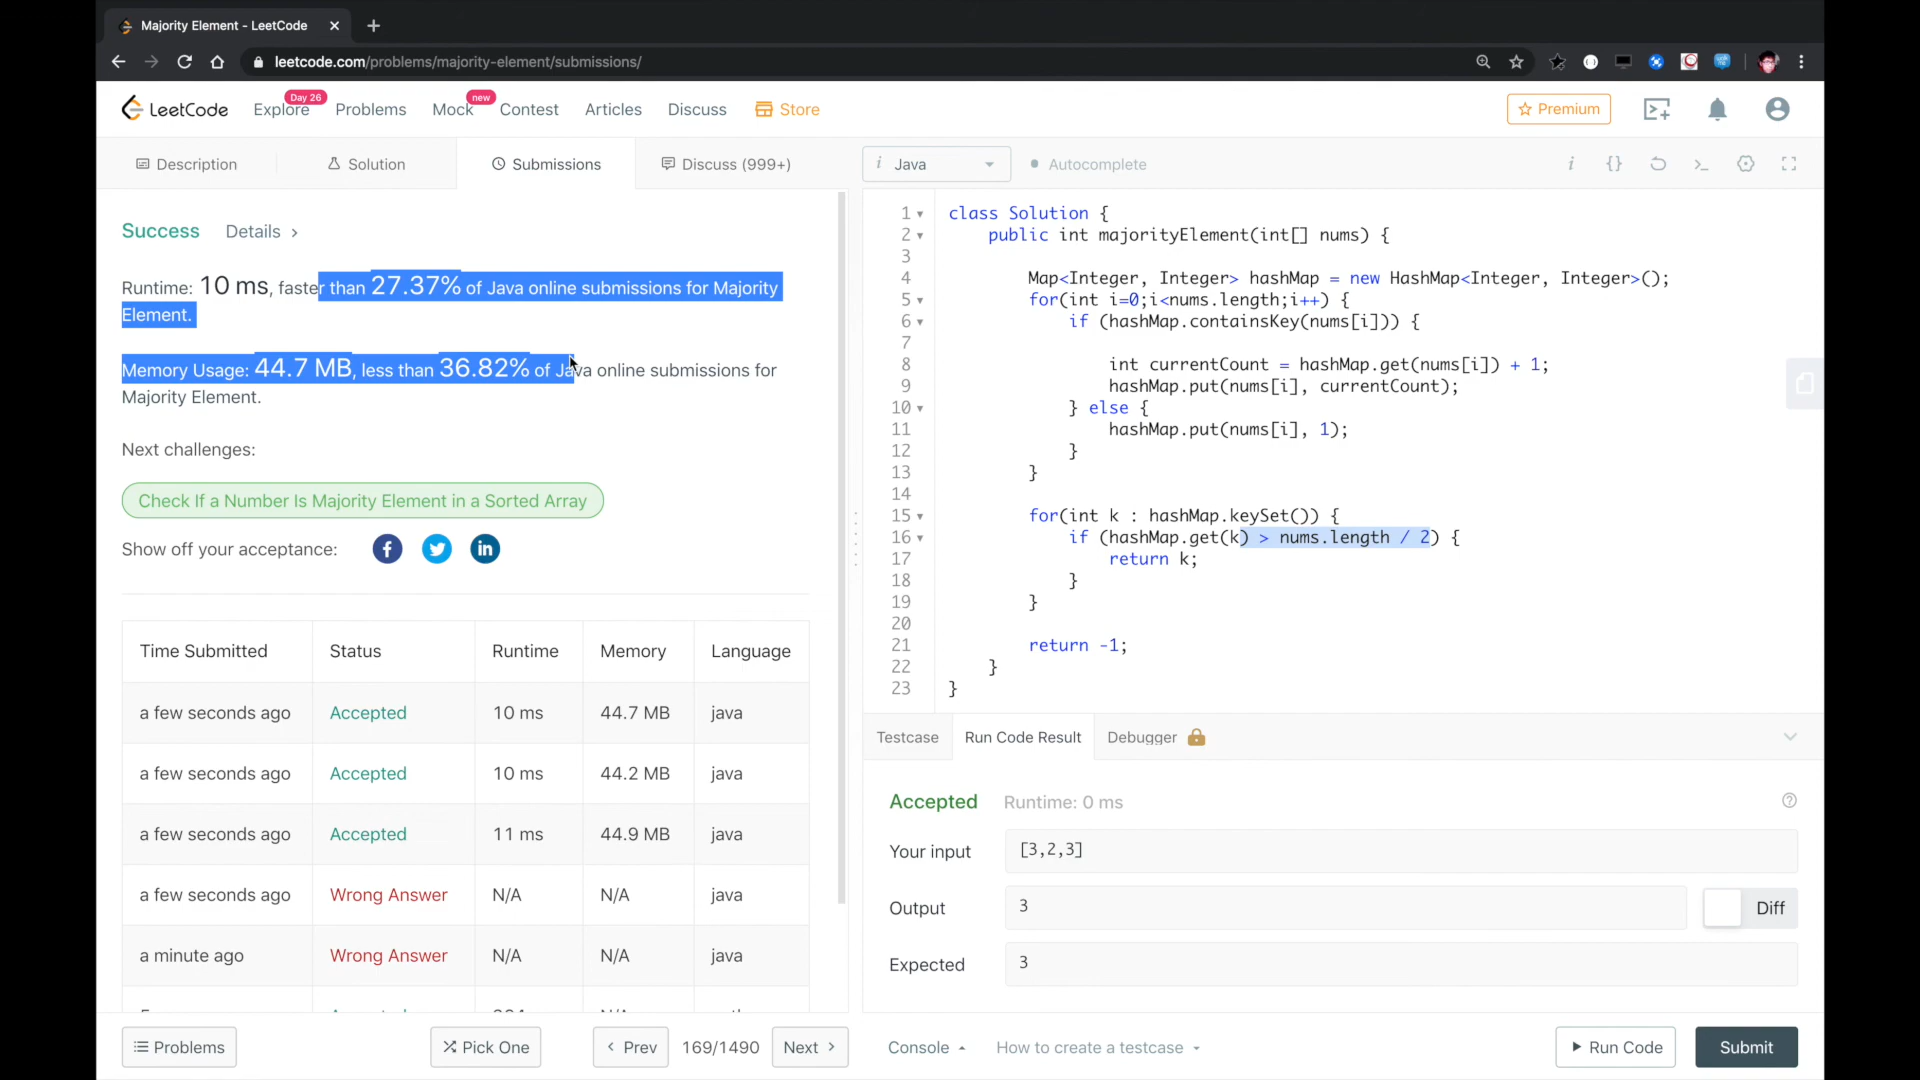 Majority Element - LeetCode
leetcode.com/problems/majority-element/submissions/
LeetCode
Explore
Day 26
Problems
Mock
new
Contest
Articles
Discuss
Store
Premium
Description
Solution
Submissions
Discuss (999+)
i Java
Autocomplete
Success Details >
Runtime: 10 ms, faster than 27.37% of Java online submissions for Majority
Element.
Memory Usage: 44.7 MB, less than 36.82% of Java online submissions for
Majority Element.
Next challenges:
Check If a Number Is Majority Element in a Sorted Array
Show off your acceptance:
Time Submitted Status Runtime Memory Language
a few seconds ago Accepted 10 ms 44.7 MB java
a few seconds ago Accepted 10 ms 44.2 MB java
a few seconds ago Accepted 11 ms 44.9 MB java
a few seconds ago Wrong Answer N/A N/A java
a minute ago Wrong Answer N/A N/A java
Problems
Pick One
Prev
169/1490
Next
1 class Solution {
2 public int majorityElement(int[] nums) {
3
4 Map<Integer, Integer> hashMap = new HashMap<Integer, Integer>();
5 for(int i=0;i<nums.length;i++) {
6 if (hashMap.containsKey(nums[i])) {
7
8 int currentCount = hashMap.get(nums[i]) + 1;
9 hashMap.put(nums[i], currentCount);
10 } else {
11 hashMap.put(nums[i], 1);
12 }
13 }
14
15 for(int k : hashMap.keySet()) {
16 if (hashMap.get(k) > nums.length / 2) {
17 return k;
18 }
19 }
20
21 return -1;
22 }
23 }
Testcase
Run Code Result
Debugger
Accepted Runtime: 0 ms
Your input [3,2,3]
Output 3
Diff
Expected 3
Console
How to create a testcase
Run Code
Submit